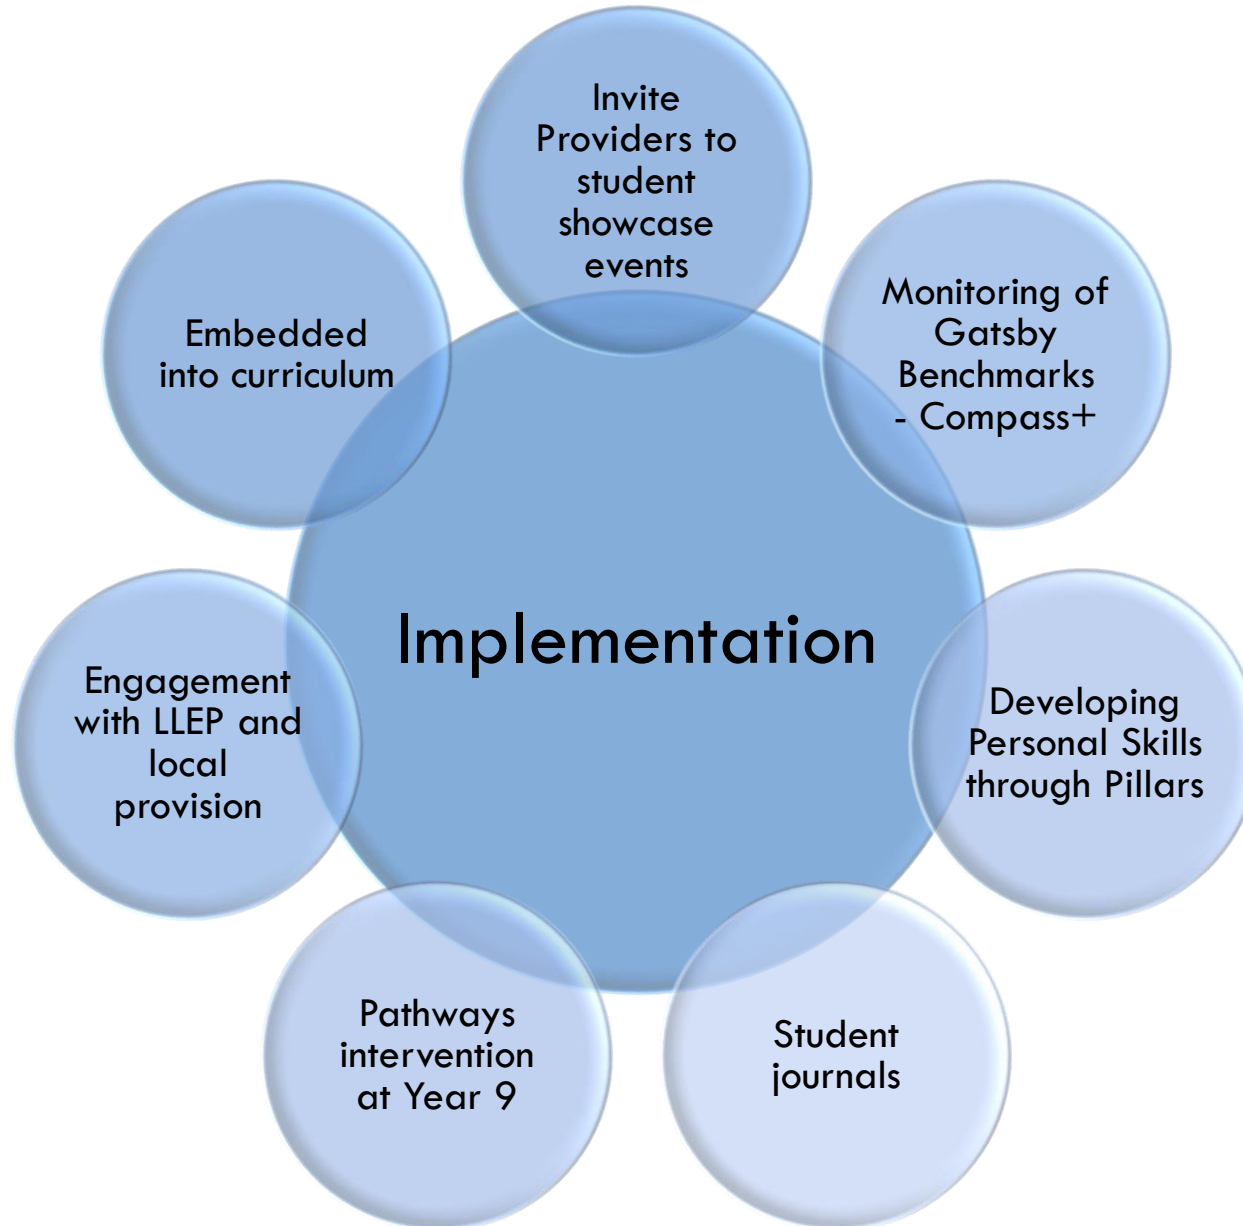 Invite
Providers to
student
showcase
events
Monitoring of
Gatsby
Benchmarks
- Compass+
Developing
Personal Skills
through Pillars
Student
journals
Pathways
intervention
at Year 9
Engagement
with LLEP and
local
provision
Embedded
into curriculum
Implementation